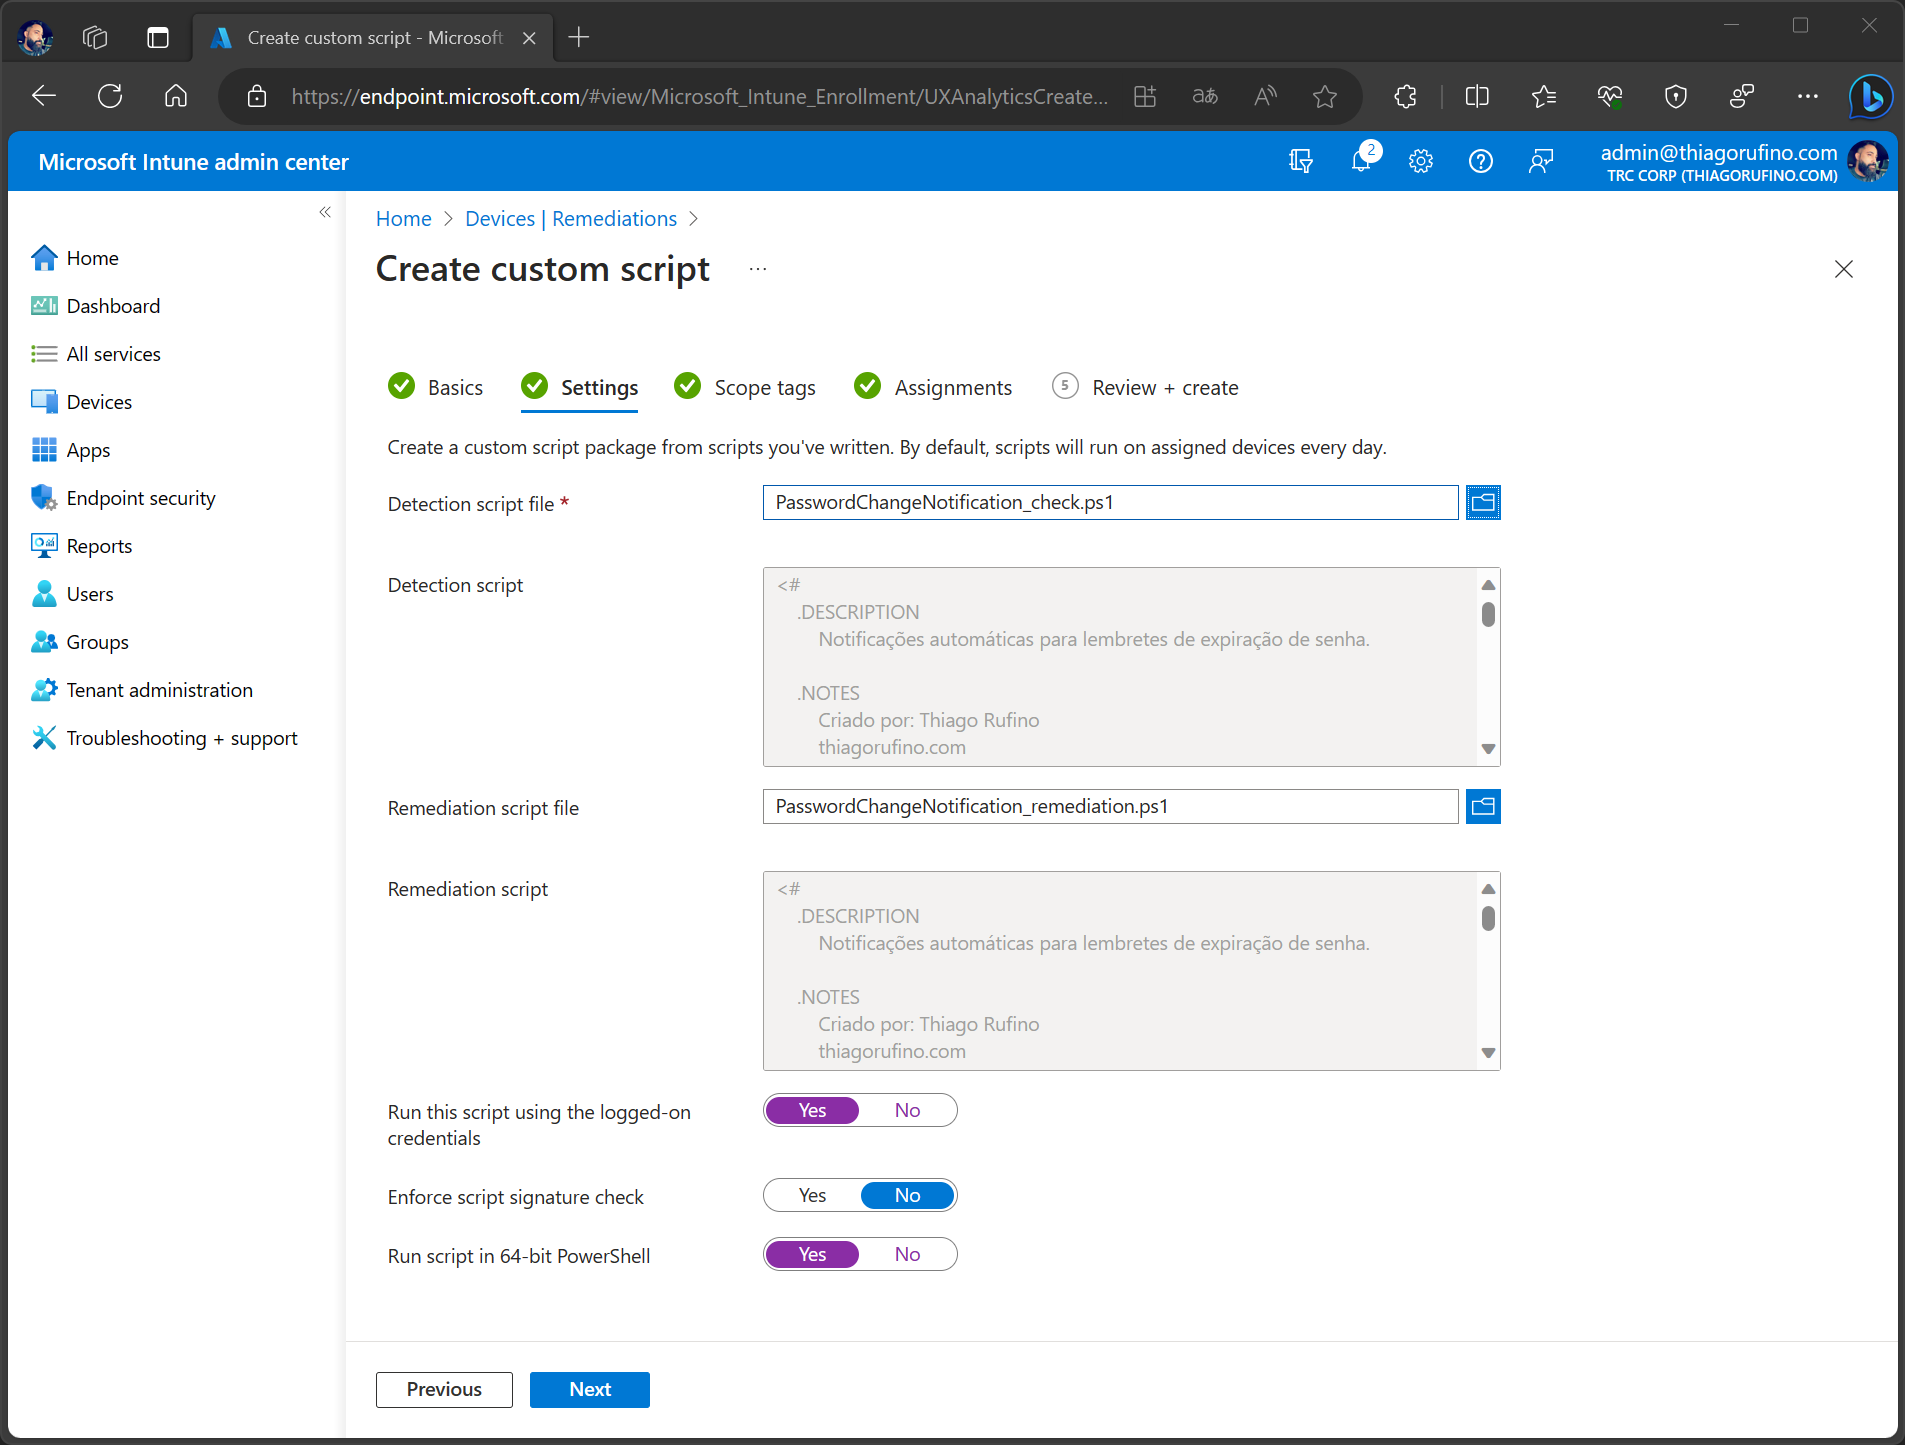 Create custom script - Microsoft
https://endpoint.microsoft.com/#view/Microsoft_Intune_Enrollment/UXAnalyticsCreate...
Microsoft Intune admin center
2
admin@thiagorufino.com
TRC CORP (THIAGORUFINO.COM)
Home
Dashboard
All services
Devices
Apps
Endpoint security
Reports
Users
Groups
Tenant administration
Troubleshooting + support
Home > Devices | Remediations >
Create custom script ...
Basics
Settings
Scope tags
Assignments
5 Review + create
Create a custom script package from scripts you've written. By default, scripts will run on assigned devices every day.
Detection script file *
PasswordChangeNotification_check.ps1
Detection script
<#
.DESCRIPTION
Notificações automáticas para lembretes de expiração de senha.
.NOTES
Criado por: Thiago Rufino
thiagorufino.com
Remediation script file
PasswordChangeNotification_remediation.ps1
Remediation script
<#
.DESCRIPTION
Notificações automáticas para lembretes de expiração de senha.
.NOTES
Criado por: Thiago Rufino
thiagorufino.com
Run this script using the logged-on
credentials
Yes No
Enforce script signature check
Yes No
Run script in 64-bit PowerShell
Yes No
Previous
Next